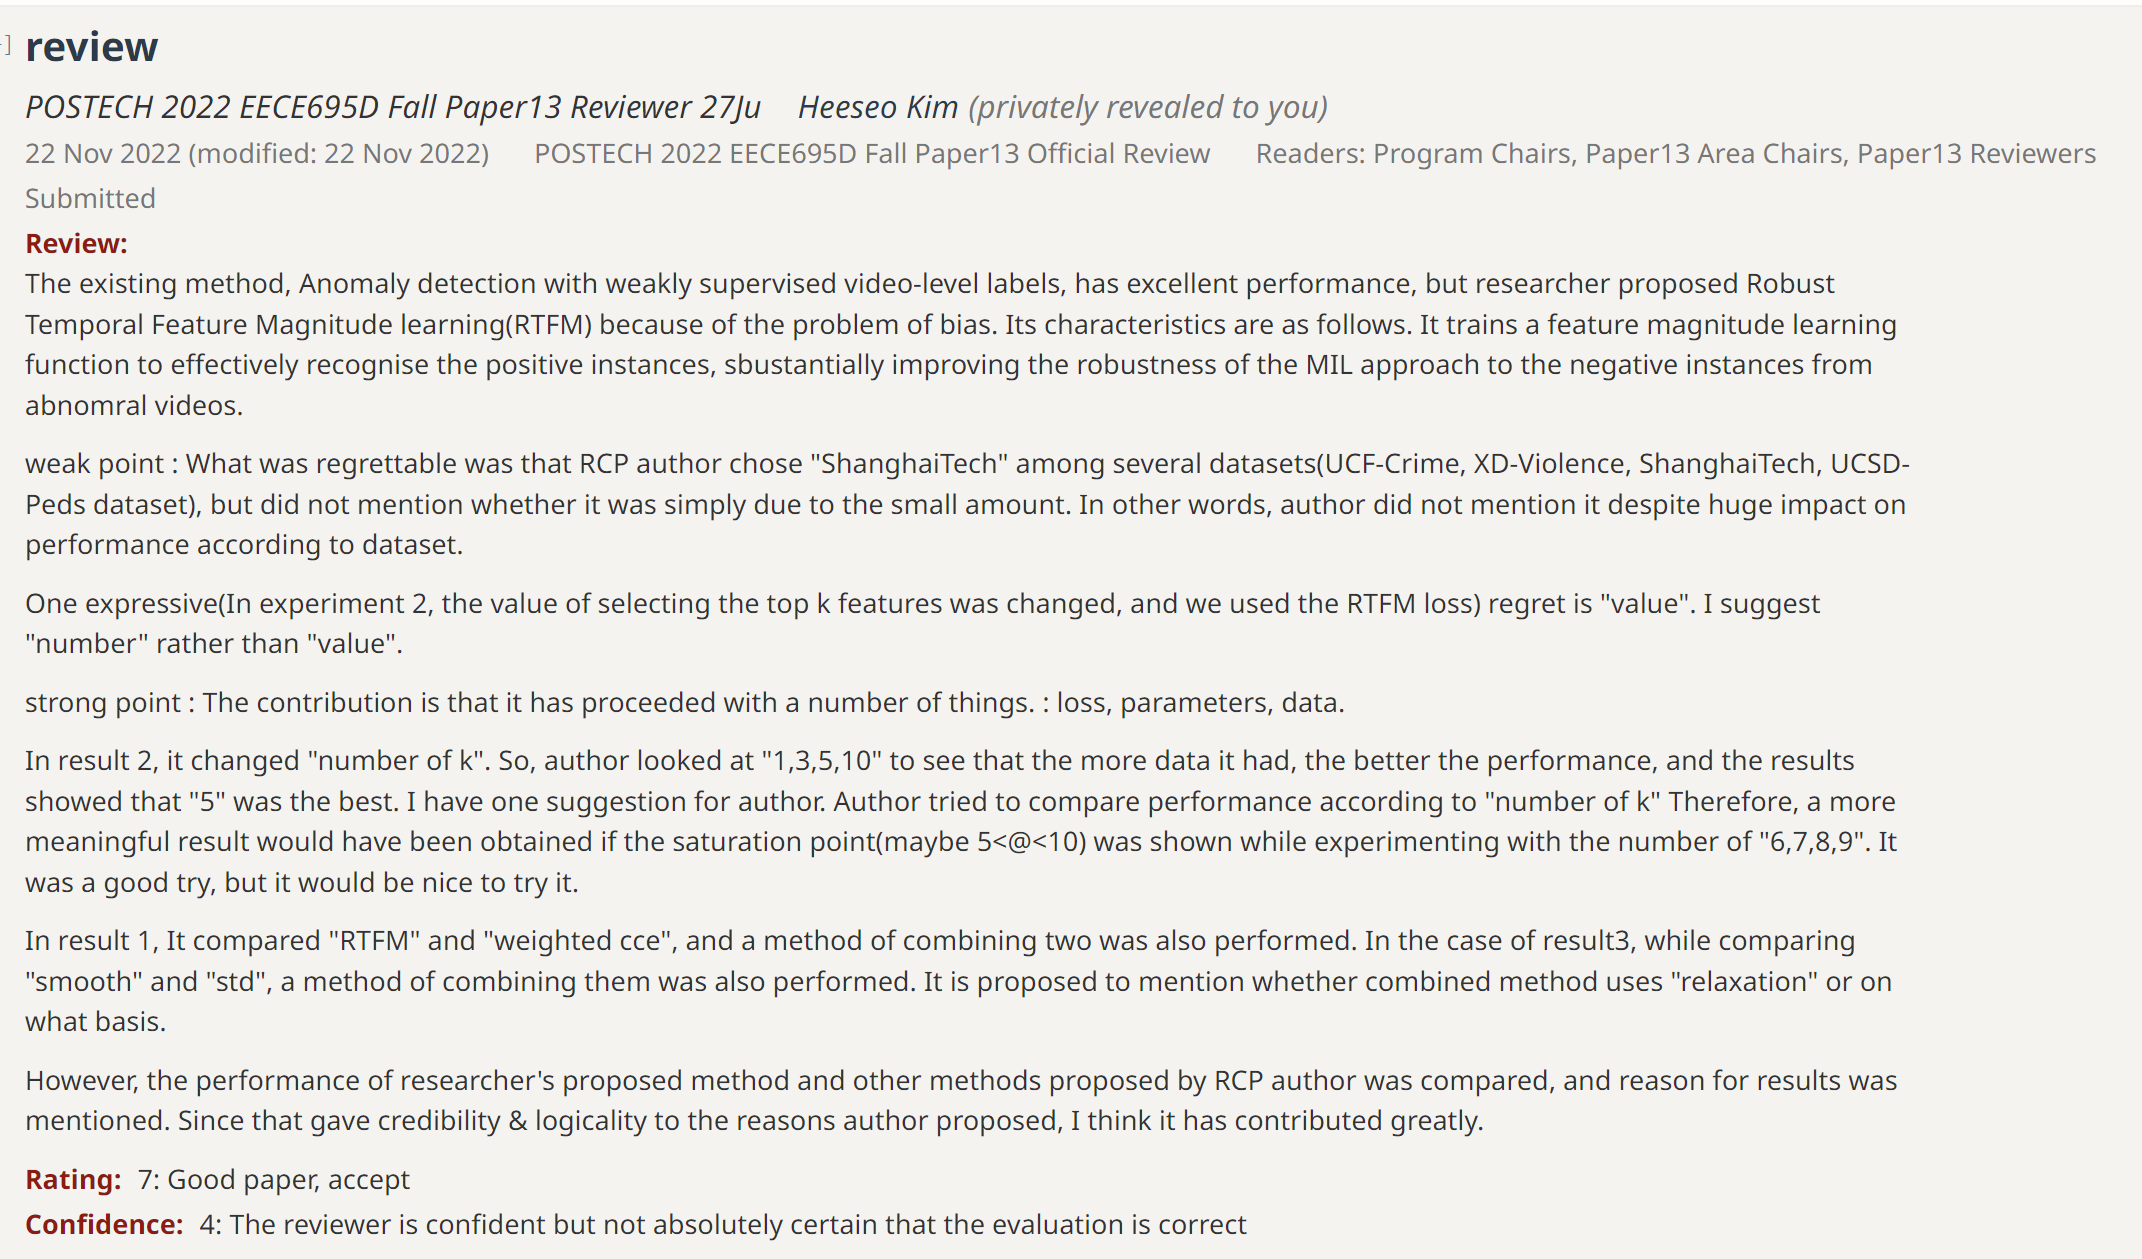 -]
review
POSTECH 2022 EECE695D Fall Paper13 Reviewer 27Ju Heeseo Kim (privately revealed to you)
22 Nov 2022 (modified: 22 Nov 2022) POSTECH 2022 EECE695D Fall Paper13 Official Review Readers: Program Chairs, Paper13 Area Chairs, Paper13 Reviewers
Submitted
Review:
The existing method, Anomaly detection with weakly supervised video-level labels, has excellent performance, but researcher proposed Robust
Temporal Feature Magnitude learning(RTFM) because of the problem of bias. Its characteristics are as follows. It trains a feature magnitude learning
function to effectively recognise the positive instances, sbustantially improving the robustness of the MIL approach to the negative instances from
abnomral videos.
weak point : What was regrettable was that RCP author chose "ShanghaiTech" among several datasets(UCF-Crime, XD-Violence, ShanghaiTech, UCSD-
Peds dataset), but did not mention whether it was simply due to the small amount. In other words, author did not mention it despite huge impact on
performance according to dataset.
One expressive(In experiment 2, the value of selecting the top k features was changed, and we used the RTFM loss) regret is "value". I suggest
"number" rather than "value".
strong point : The contribution is that it has proceeded with a number of things. : loss, parameters, data.
In result 2, it changed "number of k". So, author looked at "1,3,5,10" to see that the more data it had, the better the performance, and the results
showed that "5" was the best. I have one suggestion for author. Author tried to compare performance according to "number of k" Therefore, a more
meaningful result would have been obtained if the saturation point(maybe 5<@<10) was shown while experimenting with the number of "6,7,8,9". It
was a good try, but it would be nice to try it.
In result 1, It compared "RTFM" and "weighted cce", and a method of combining two was also performed. In the case of result3, while comparing
"smooth" and "std", a method of combining them was also performed. It is proposed to mention whether combined method uses "relaxation" or on
what basis.
However, the performance of researcher's proposed method and other methods proposed by RCP author was compared, and reason for results was
mentioned. Since that gave credibility & logicality to the reasons author proposed, I think it has contributed greatly.
Rating: 7: Good paper, accept
Confidence: 4: The reviewer is confident but not absolutely certain that the evaluation is correct